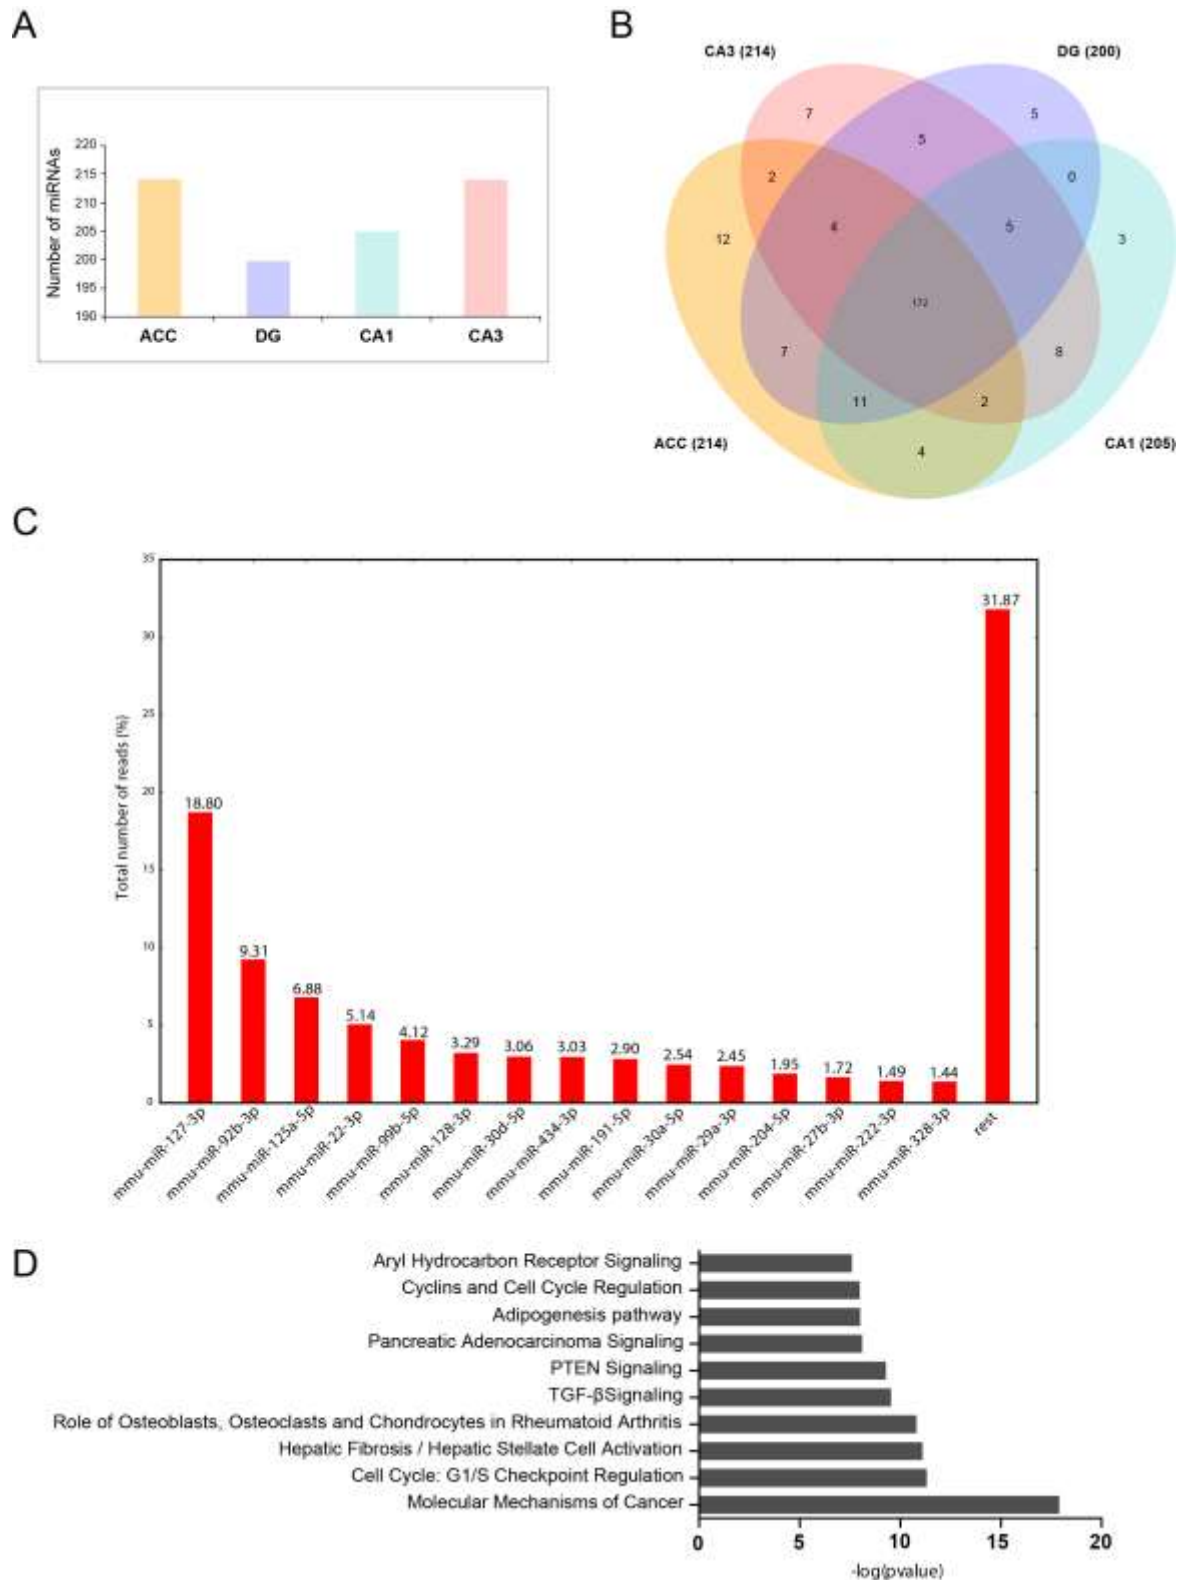 A
Number of miRNAs
220
215
210
205
200
195
190
ACC DG CA1 CA3
B
CA3 (214) DG (200)
7 5 5
2 0
12 4 5 3
172
7 8
11 2
ACC (214) 4 CA1 (205)
C
Total number of reads (%)
35
30
25
20
15
10
5
0
18.80 9.31 6.88 5.14 4.12 3.29 3.06 3.03 2.90 2.54 2.45 1.95 1.72 1.49 1.44 31.87
mmu-miR-127-3p
mmu-miR-92b-3p
mmu-miR-125a-5p
mmu-miR-22-3p
mmu-miR-99b-5p
mmu-miR-128-3p
mmu-miR-30d-5p
mmu-miR-434-3p
mmu-miR-191-5p
mmu-miR-30a-5p
mmu-miR-29a-3p
mmu-miR-204-5p
mmu-miR-27b-3p
mmu-miR-222-3p
mmu-miR-328-3p
rest
D
Aryl Hydrocarbon Receptor Signaling
Cyclins and Cell Cycle Regulation
Adipogenesis pathway
Pancreatic Adenocarcinoma Signaling
PTEN Signaling
TGF-βSignaling
Role of Osteoblasts, Osteoclasts and Chondrocytes in Rheumatoid Arthritis
Hepatic Fibrosis / Hepatic Stellate Cell Activation
Cell Cycle: G1/S Checkpoint Regulation
Molecular Mechanisms of Cancer
0 5 10 15 20
-log(pvalue)